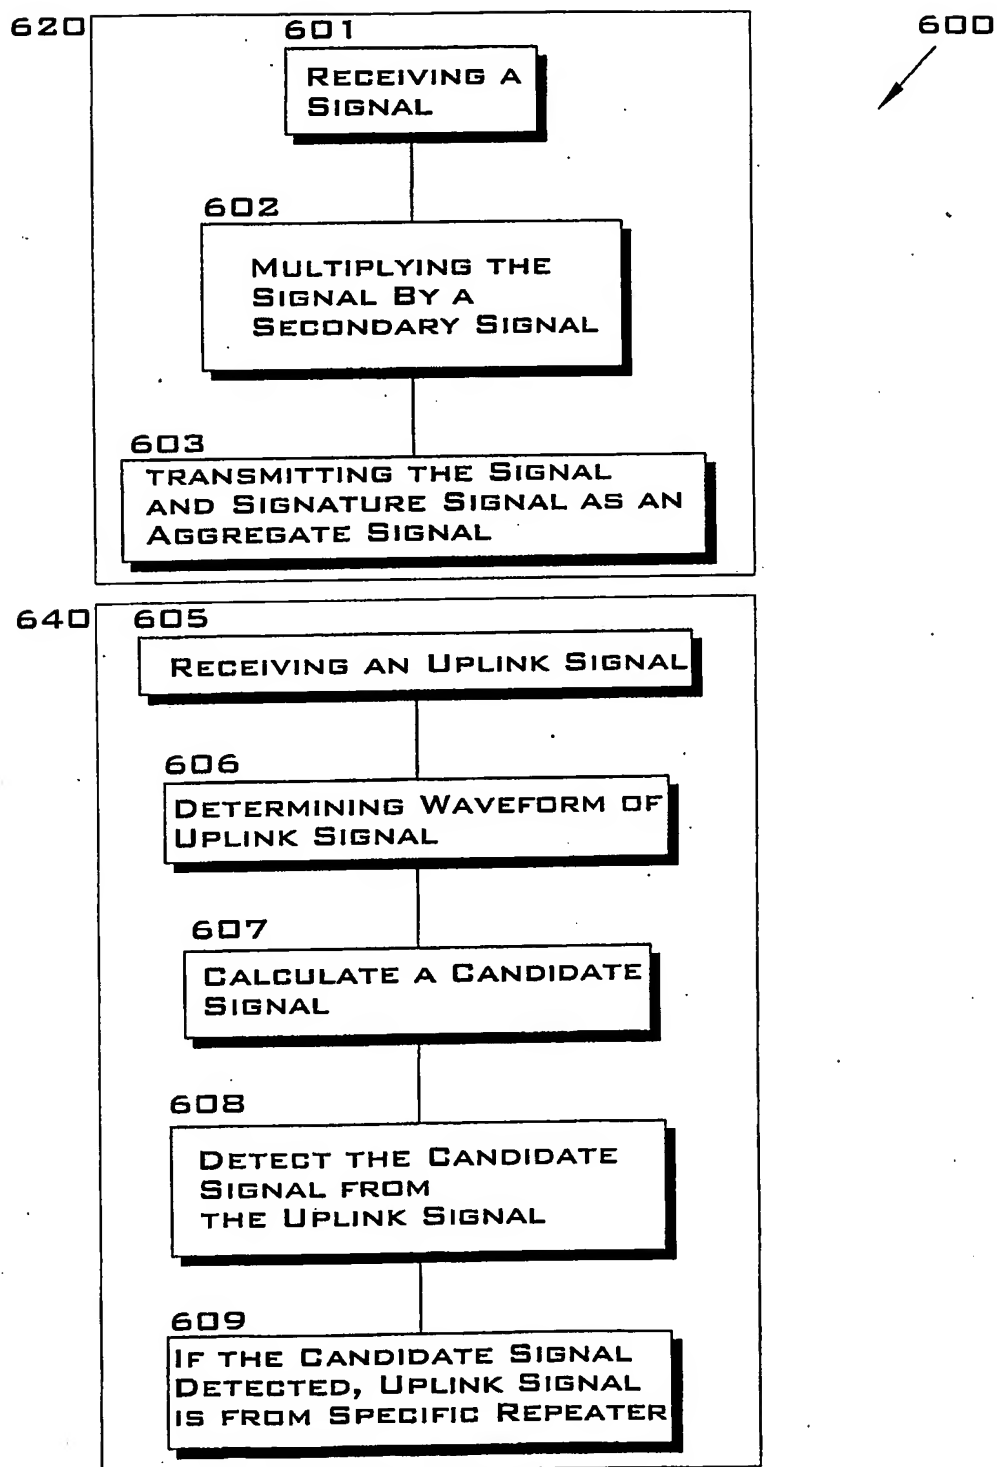 620
601
600
RECEIVING A
SIGNAL
602
MULTIPLYING THE
SIGNAL BY A
SECONDARY SIGNAL
603
TRANSMITTING THE SIGNAL
AND SIGNATURE SIGNAL AS AN
AGGREGATE SIGNAL
640
605
RECEIVING AN UPLINK SIGNAL
606
DETERMINING WAVEFORM OF
UPLINK SIGNAL
607
CALCULATE A CANDIDATE
SIGNAL
608
DETECT THE CANDIDATE
SIGNAL FROM
THE UPLINK SIGNAL
609
IF THE CANDIDATE SIGNAL
DETECTED, UPLINK SIGNAL
IS FROM SPECIFIC REPEATER